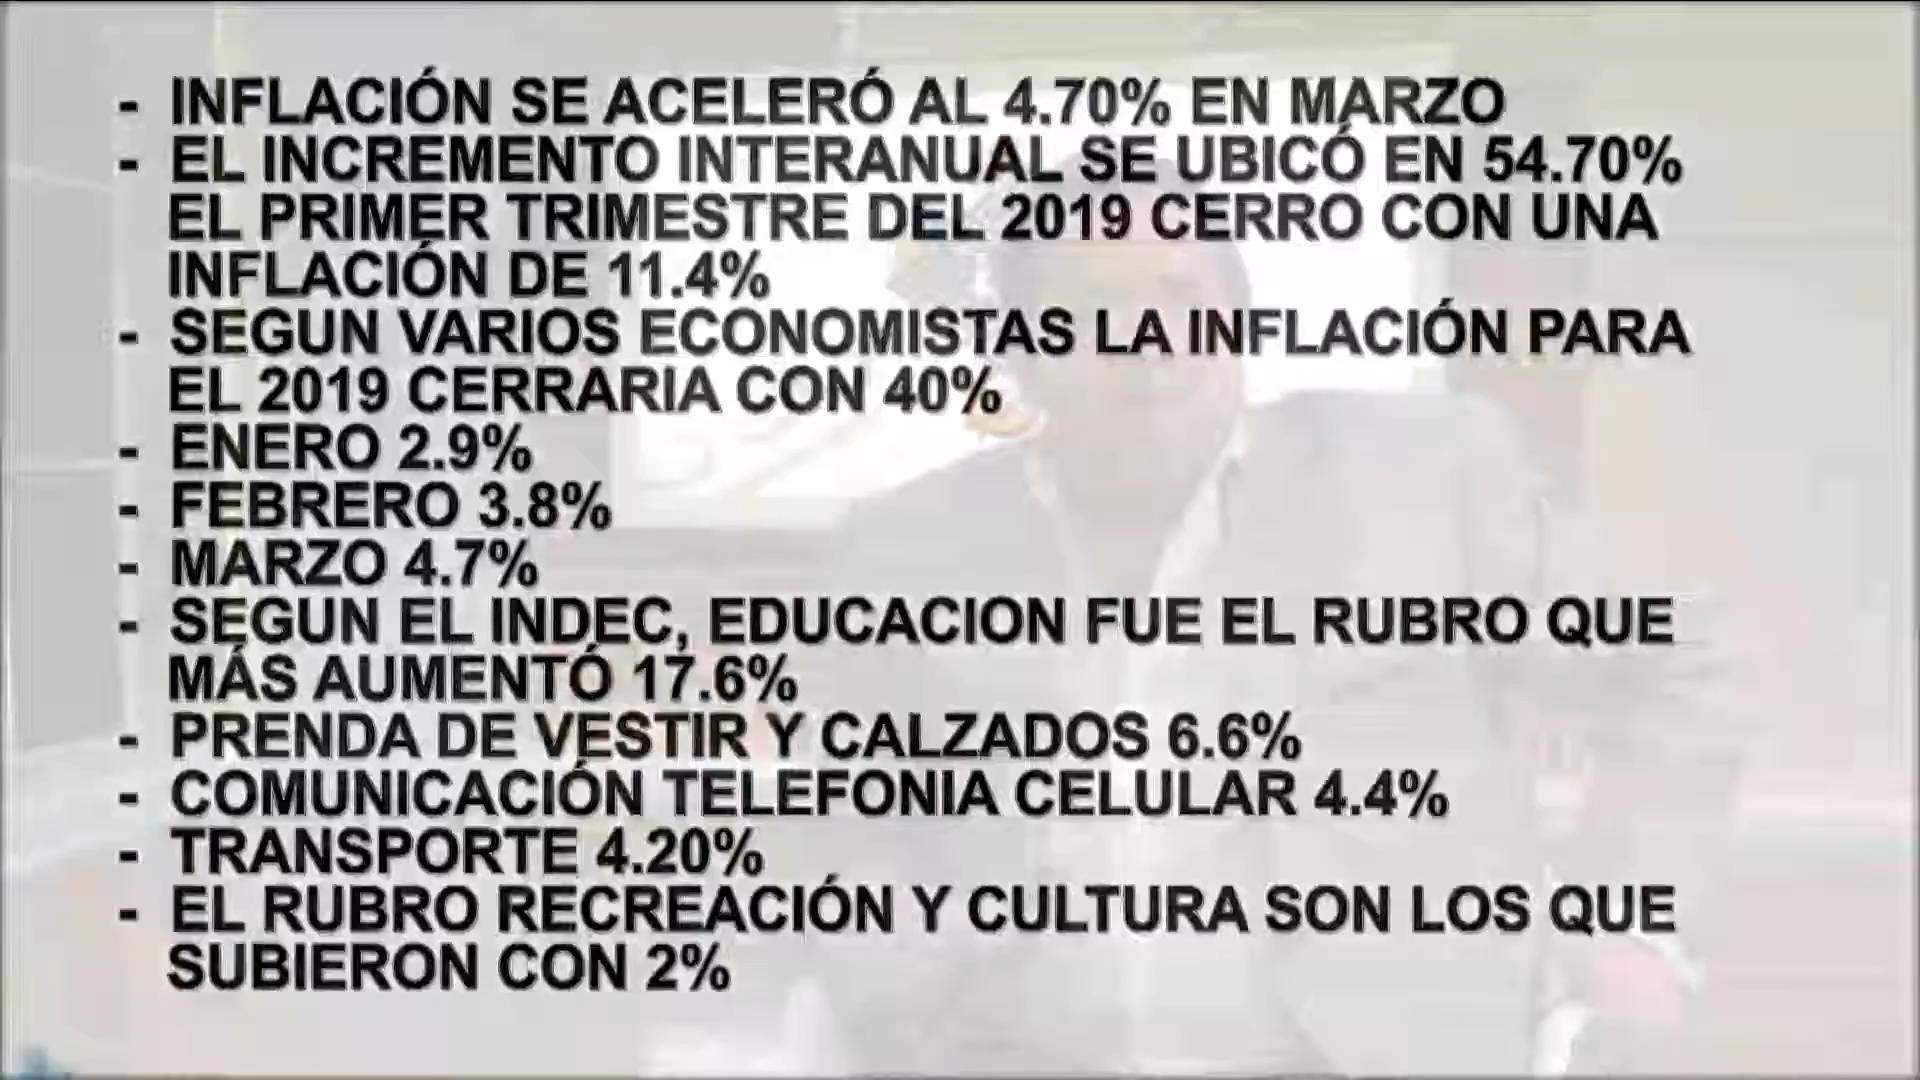 - INFLACIÓN SE ACELERÓ AL 4.70% EN MARZO
- EL INCREMENTO INTERANUAL SE UBICÓ EN 54.70%
EL PRIMER TRIMESTRE DEL 2019 CERRO CON UNA
INFLACIÓN DE 11.4%
- SEGUN VARIOS ECONOMISTAS LA INFLACIÓN PARA
EL 2019 CERRARIA CON 40%
- ENERO 2.9%
- FEBRERO 3.8%
- MARZO 4.7%
- SEGUN EL INDEC, EDUCACION FUE EL RUBRO QUE
MÁS AUMENTÓ 17.6%
- PRENDA DE VESTIR Y CALZADOS 6.6%
- COMUNICACIÓN TELEFONIA CELULAR 4.4%
- TRANSPORTE 4.20%
- EL RUBRO RECREACIÓN Y CULTURA SON LOS QUE
SUBIERON CON 2%